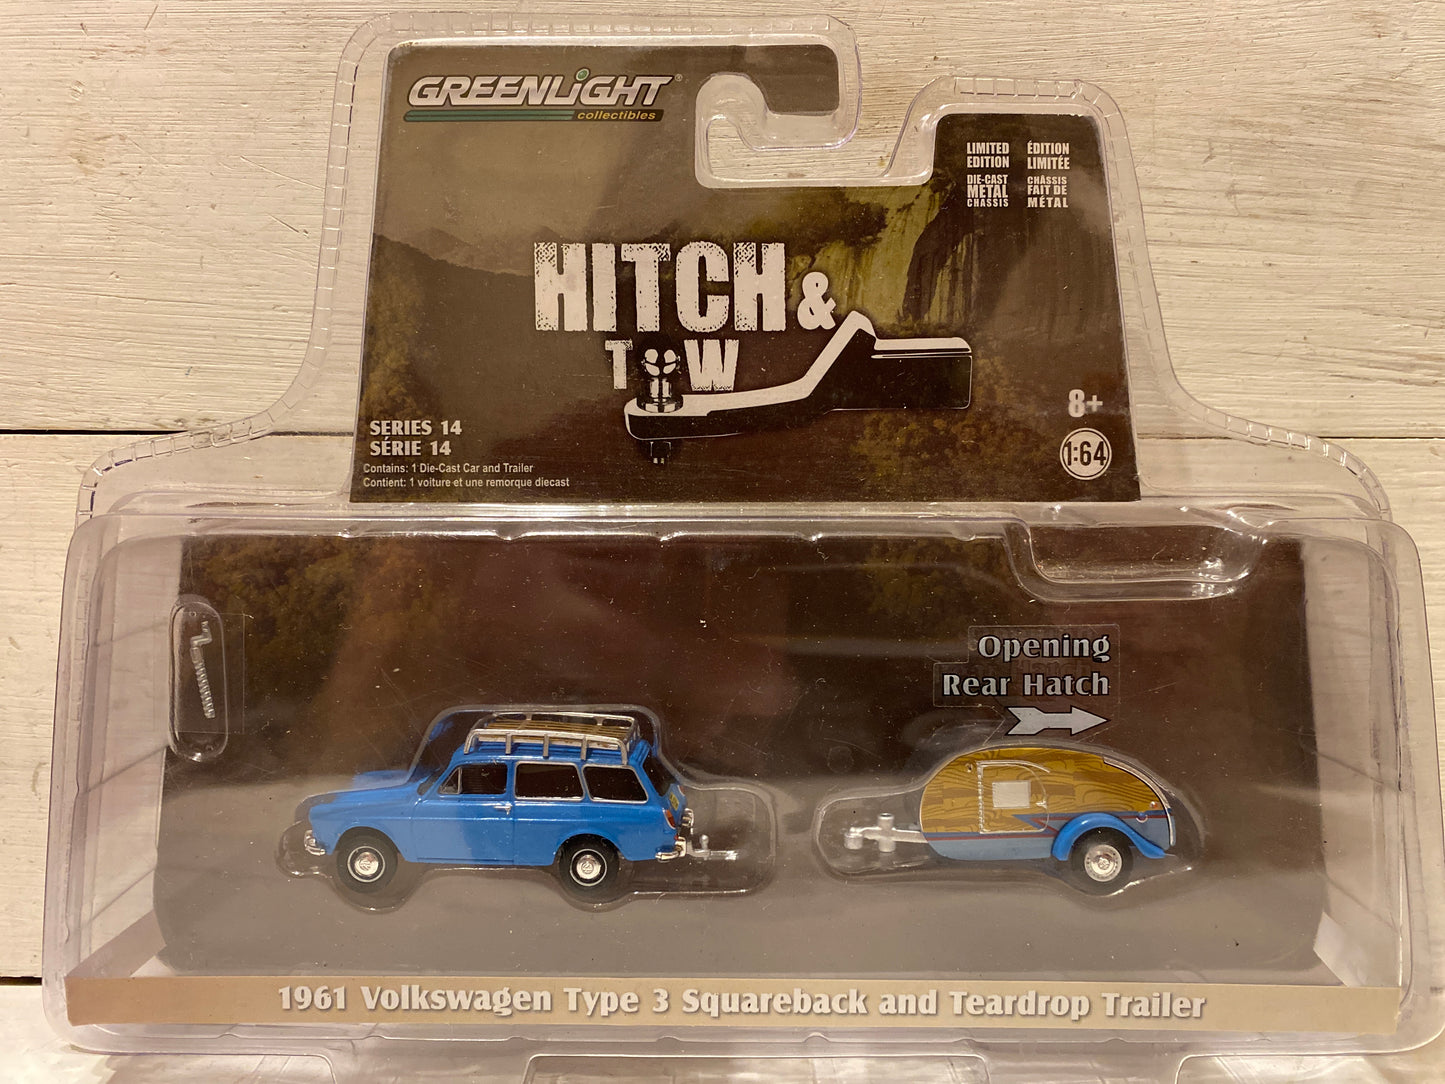 GREENLiGHT®
collectibles
LIMITED EDITION
ÉDITION LIMITÉE
DIE-CAST METAL CHASSIS
CHÂSSIS FAIT DE MÉTAL
HITCH &
TOW
8+
1:64
SERIES 14
SÉRIE 14
Contains: 1 Die-Cast Car and Trailer
Contient: 1 voiture et une remorque diecast
Opening
Rear Hatch
1961 Volkswagen Type 3 Squareback and Teardrop Trailer